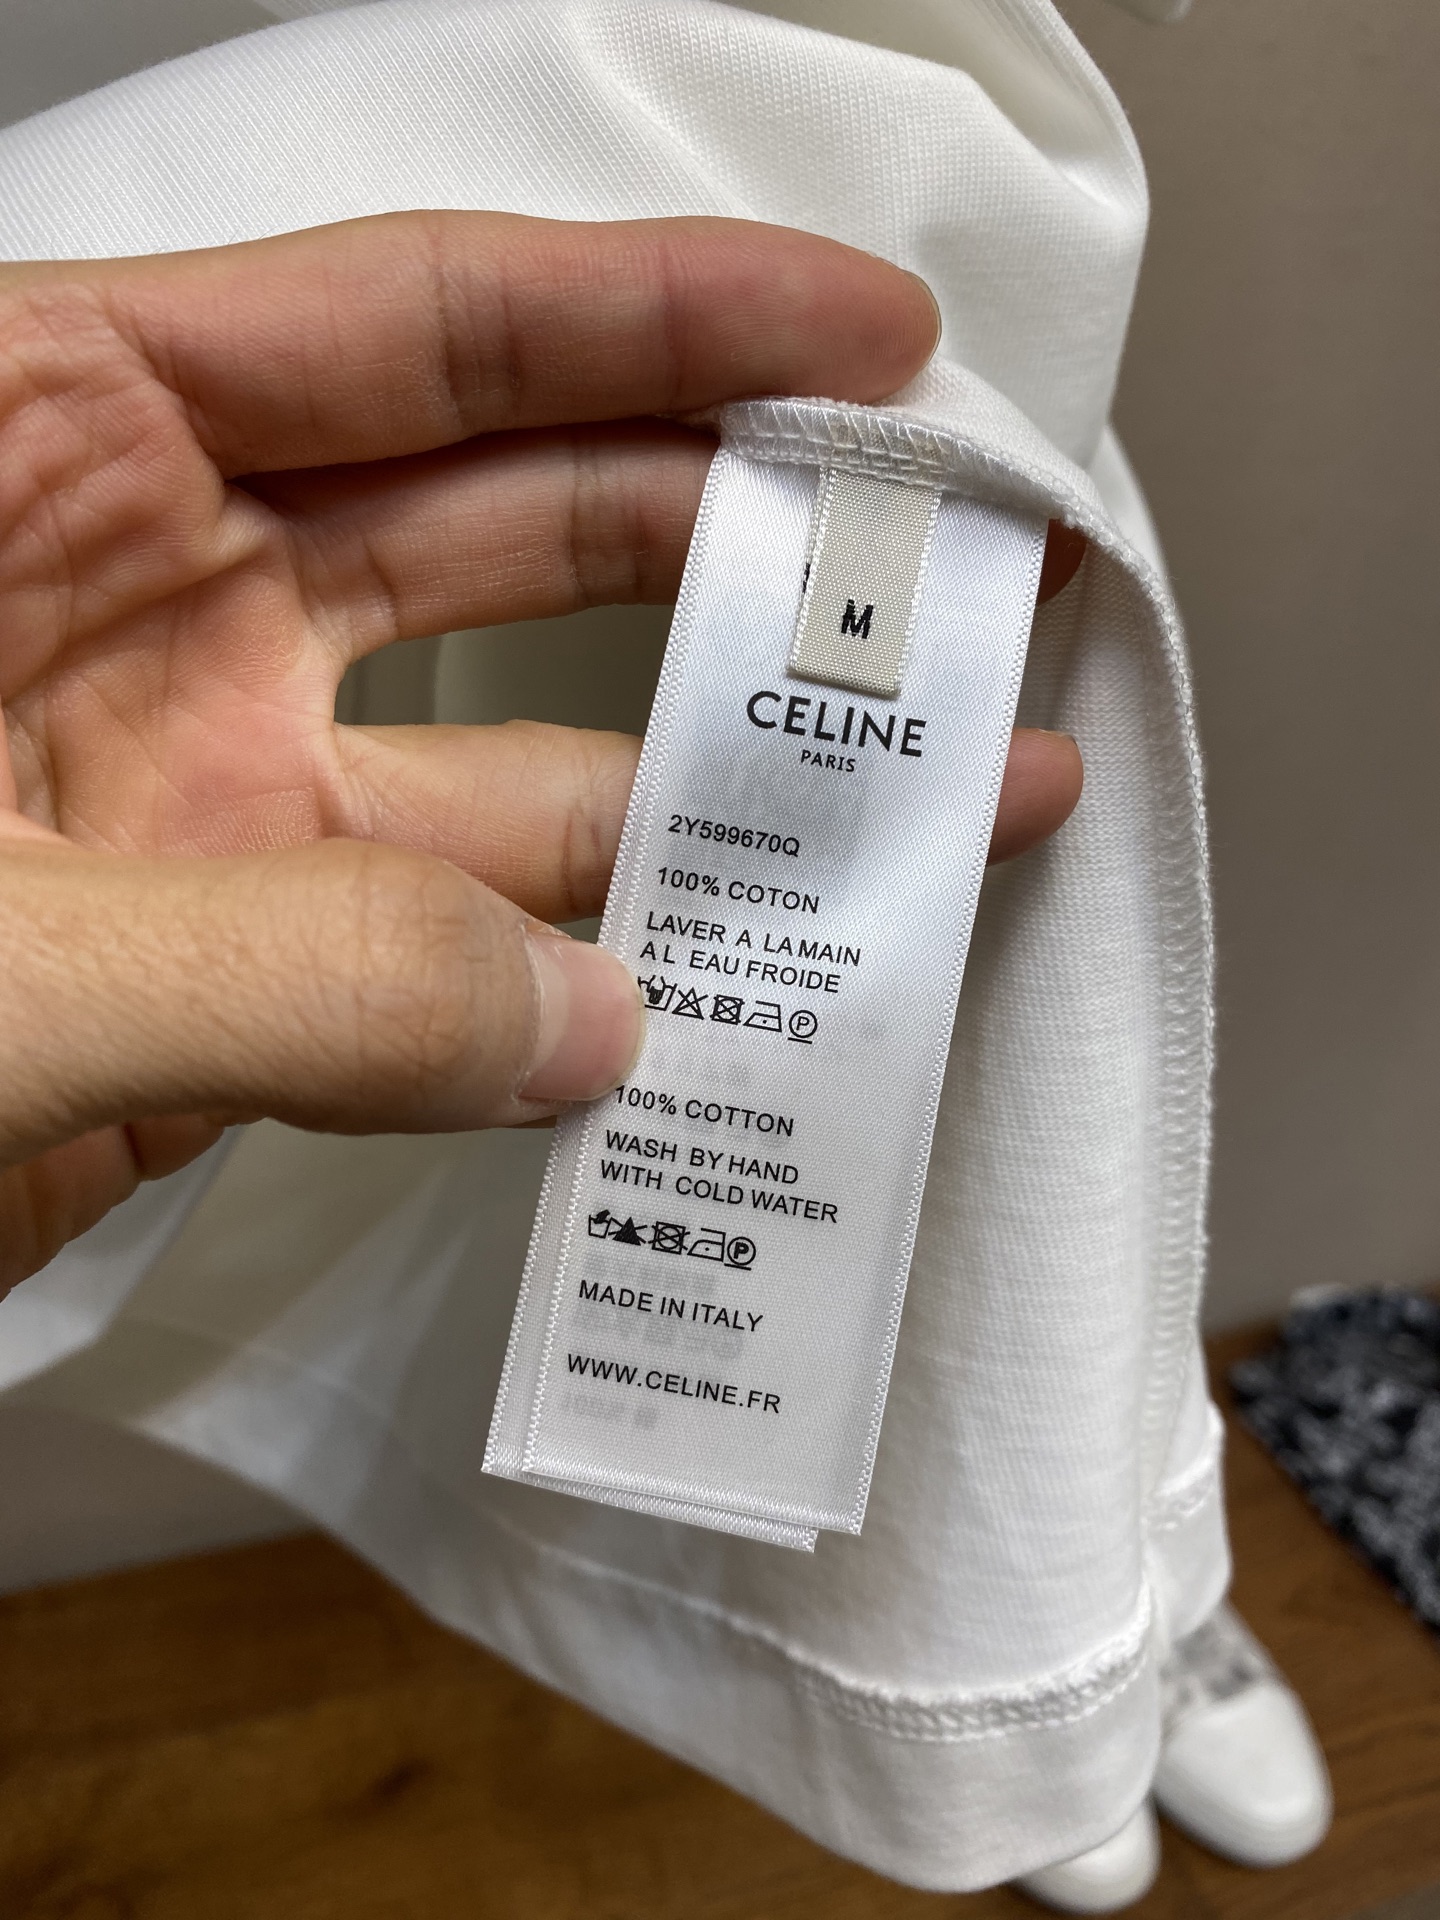 M
CELINE
PARIS
2Y599670Q
100% COTON
LAVER A LA MAIN
A L EAU FROIDE
P
100% COTTON
WASH BY HAND
WITH COLD WATER
P
MADE IN ITALY
WWW.CELINE.FR